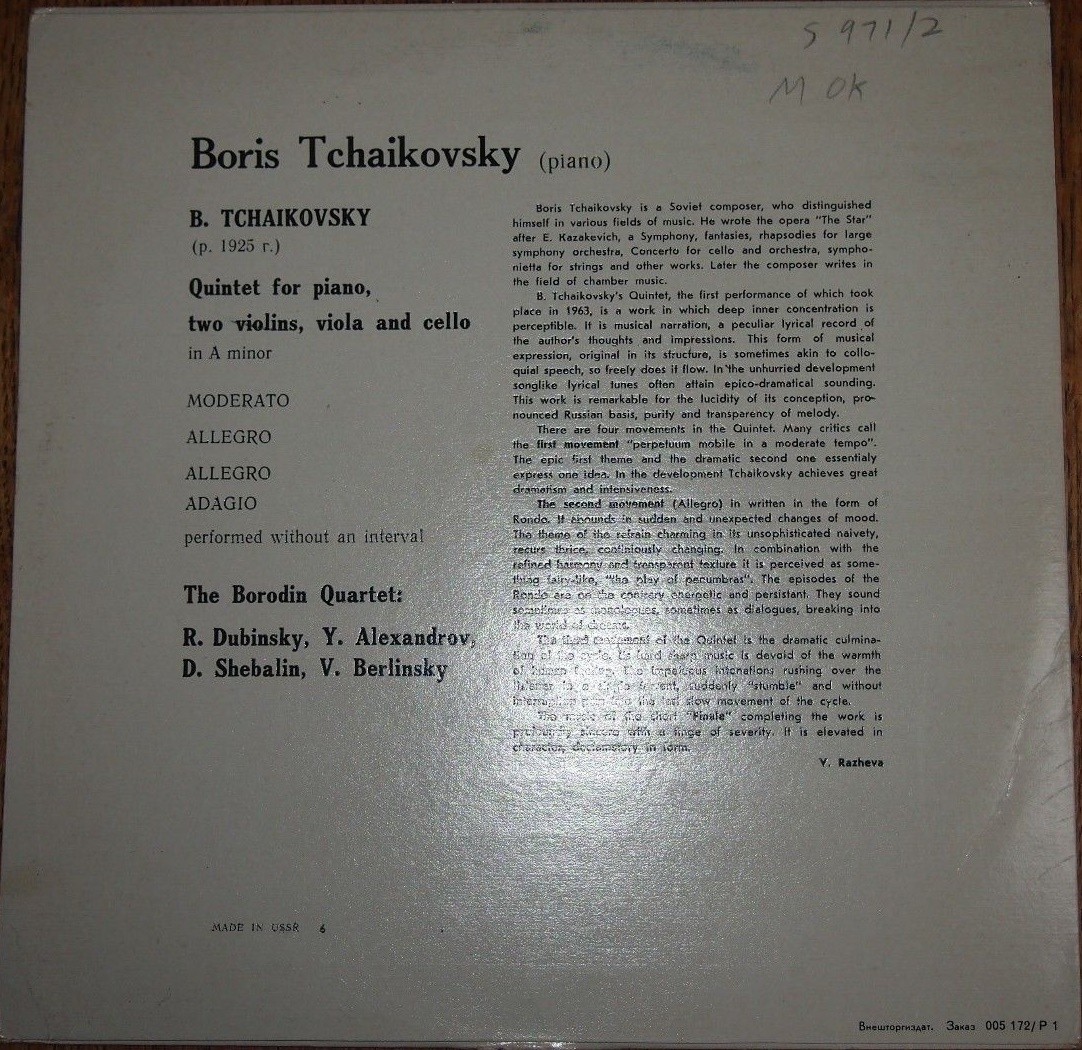 S 971/2
M OK
Boris Tchaikovsky (piano)
B. TCHAIKOVSKY
(p. 1925 r.)
Quintet for piano,
two violins, viola and cello
in A minor
MODERATO
ALLEGRO
ALLEGRO
ADAGIO
performed without an interval
The Borodin Quartet:
R. Dubinsky, Y. Alexandrov,
D. Shebalin, V. Berlinsky
Boris Tchaikovsky is a Soviet composer, who distinguished
himself in various fields of music. He wrote the opera "The Star"
after E. Kazakevich, a Symphony, fantasies, rhapsodies for large
symphony orchestra, Concerto for cello and orchestra, sympho-
nietta for strings and other works. Later the composer writes in
the field of chamber music.
B. Tchaikovsky's Quintet, the first performance of which took
place in 1963, is a work in which deep inner concentration is
perceptible. It is musical narration, a peculiar lyrical record of
the author's thoughts and impressions. This form of musical
expression, original in its structure, is sometimes akin to collo-
quial speech, so freely does it flow. In the unhurried development
songlike lyrical tunes often attain epico-dramatical sounding.
This work is remarkable for the lucidity of its conception, pro-
nounced Russian basis, purity and transparency of melody.
There are four movements in the Quintet. Many critics call
the first movement "perpetuum mobile in a moderate tempo".
The epic first theme and the dramatic second one essentialy
express one idea. In the development Tchaikovsky achieves great
dramatism and intensiveness.
The second movement (Allegro) in written in the form of
Rondo. It abounds in sudden and unexpected changes of mood.
The theme of the refrain charming in its unsophisticated naivety,
recurs thrice, continiously changing. In combination with the
refined harmony and transparent texture it is perceived as some-
thing fairy-like, "the play of penumbras". The episodes of the
Rondo are on the contrary energetic and persistant. They sound
sometimes as monologues, sometimes as dialogues, breaking into
the world of dreams.
The third movement of the Quintet is the dramatic culmina-
tion of the cycle. Its music is devoid of the warmth
of human intonations rushing over the
suddenly "stumble" and without
the last slow movement of the cycle.
The music of the short "Finale" completing the work is
profoundly sincere with a tinge of severity. It is elevated in
character, declamatory in form.
Y. Razheva
MADE IN USSR 6
Внешторгиздат. Заказ 005 172/Р 1